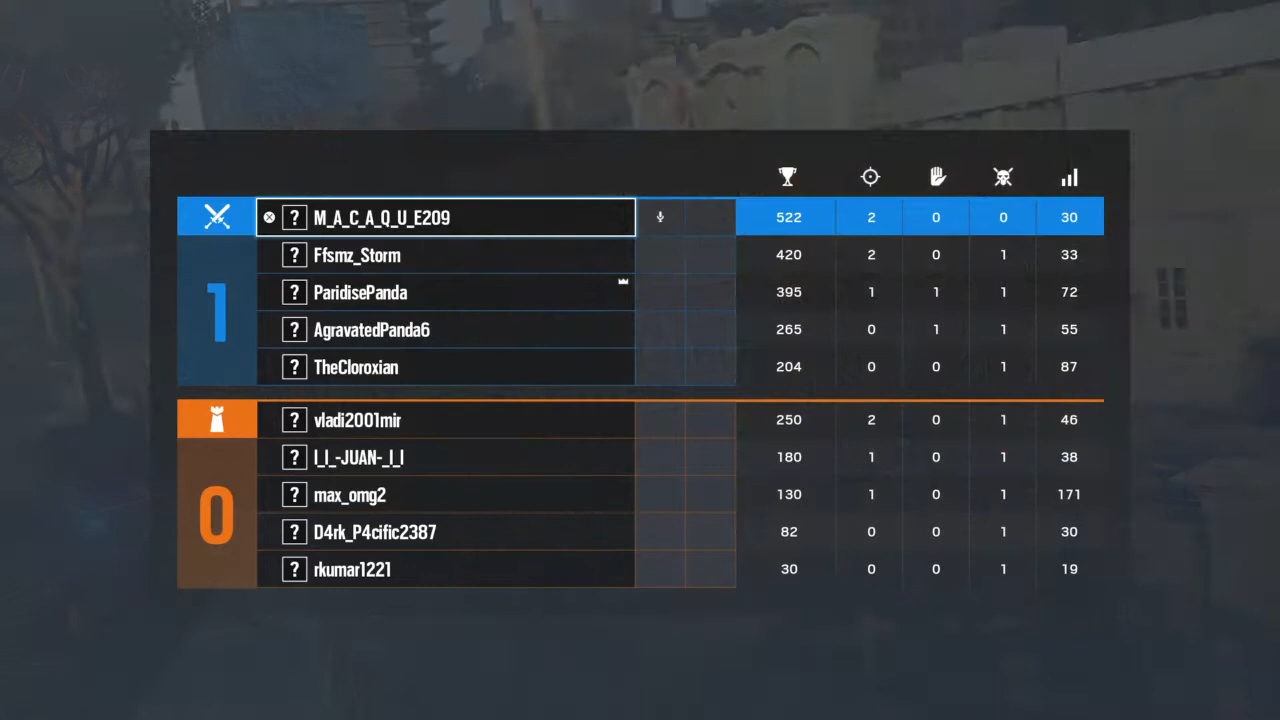 ? M_A_C_A_Q_U_E209 522 2 0 0 30
? Ffsmz_Storm 420 2 0 1 33
? ParidisePanda 395 1 1 1 72
1
? AgravatedPanda6 265 0 1 1 55
? TheCloroxian 204 0 0 1 87
? vladi2001mir 250 2 0 1 46
? I_I_-JUAN-_I_I 180 1 0 1 38
? max_omg2 130 1 0 1 171
0
? D4rk_P4cific2387 82 0 0 1 30
? rkumar1221 30 0 0 1 19